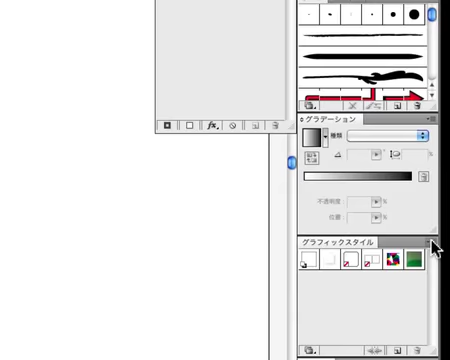 fx
グラデーション
種類
°
%
不透明度:
%
位置:
%
グラフィックスタイル